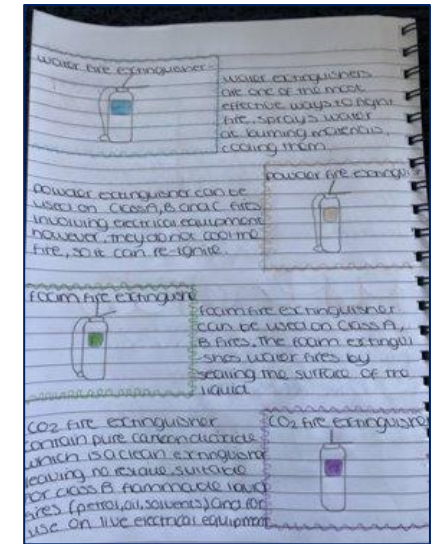 water fire extinguisher:
water extinguishers
are one of the most
effective ways to fight
fire, sprays water
at burning materials,
cooling them.
powder fire extinguish
powder extinguisher can be
used on Class A, B and C fires
involving electrical equipment
however, they do not cool the
fire, so it can re-ignite.
foam fire extinguishe
foam fire extinguisher
can be used on Class A,
B fires, The foam extingui
-shes water fires by
sealing the surface of the
liquid
CO2 fire extinguisher
CO2 fire extinguisher
contain pure carbon dioxide
which is a clean extinguisher
leaving no residue, suitable
for class B flammable liquid
fires (petrol, oil, solvents) and for
use on live electrical equipment